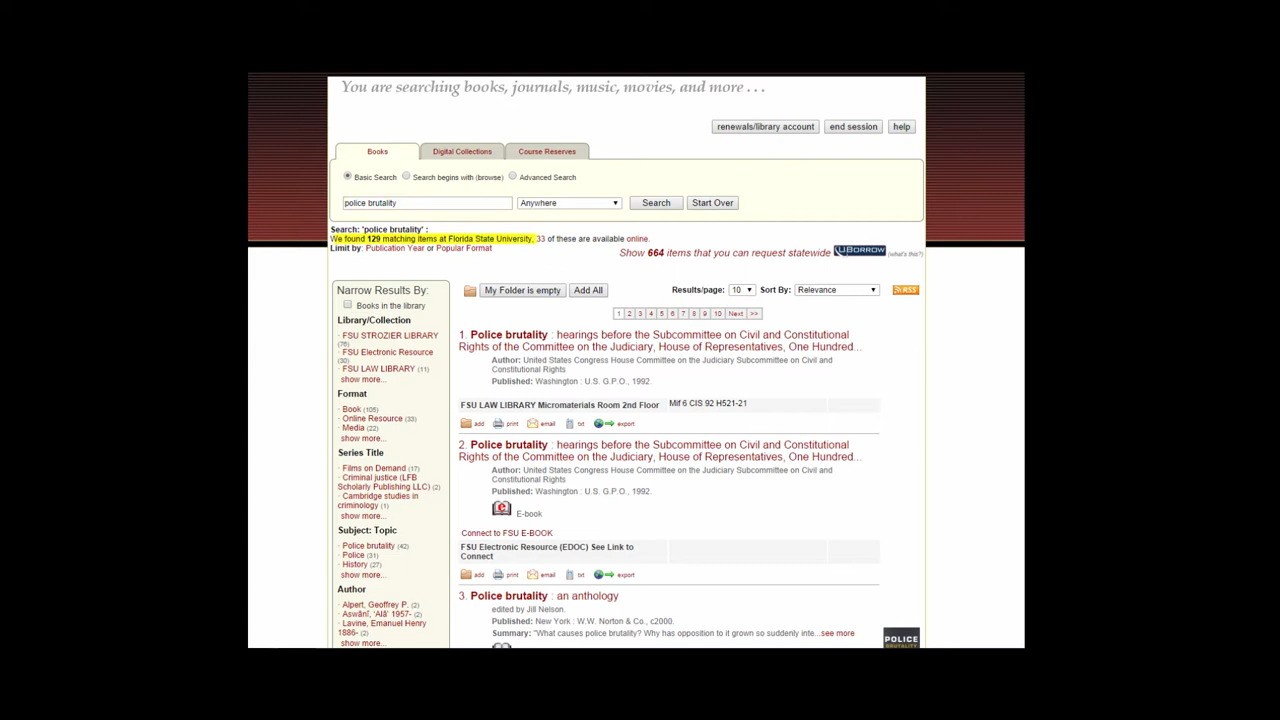 You are searching books, journals, music, movies, and more . . .
renewals/library account end session help
Books Digital Collections Course Reserves
Basic Search Search begins with (browse) Advanced Search
police brutality Anywhere Search Start Over
Search: 'police brutality' :
We found 129 matching items at Florida State University, 33 of these are available online.
Limit by: Publication Year or Popular Format
Show 664 items that you can request statewide UBORROW (what's this?)
Narrow Results By:
Books in the library
Library/Collection
· FSU STROZIER LIBRARY
(76)
· FSU Electronic Resource
(30)
· FSU LAW LIBRARY (11)
show more...
Format
· Book (105)
· Online Resource (33)
· Media (22)
show more...
Series Title
· Films on Demand (17)
· Criminal justice (LFB
Scholarly Publishing LLC) (2)
· Cambridge studies in
criminology (1)
show more...
Subject: Topic
· Police brutality (42)
· Police (31)
· History (27)
show more...
Author
· Alpert, Geoffrey P. (2)
· Aswānī, ʻAlāʼ 1957- (2)
· Lavine, Emanuel Henry
1886- (2)
show more...
My Folder is empty Add All Results/page: 10 Sort By: Relevance RSS
1 2 3 4 5 6 7 8 9 10 Next >>
1. Police brutality : hearings before the Subcommittee on Civil and Constitutional
Rights of the Committee on the Judiciary, House of Representatives, One Hundred...
Author: United States Congress House Committee on the Judiciary Subcommittee on Civil and
Constitutional Rights
Published: Washington : U.S. G.P.O., 1992.
FSU LAW LIBRARY Micromaterials Room 2nd Floor Mif 6 CIS 92 H521-21
add print email txt export
2. Police brutality : hearings before the Subcommittee on Civil and Constitutional
Rights of the Committee on the Judiciary, House of Representatives, One Hundred...
Author: United States Congress House Committee on the Judiciary Subcommittee on Civil and
Constitutional Rights
Published: Washington : U.S. G.P.O., 1992.
E-book
Connect to FSU E-BOOK
FSU Electronic Resource (EDOC) See Link to
Connect
add print email txt export
3. Police brutality : an anthology
edited by Jill Nelson.
Published: New York : W.W. Norton & Co., c2000.
Summary: "What causes police brutality? Why has opposition to it grown so suddenly inte...see more
POLICE
BRUTALITY